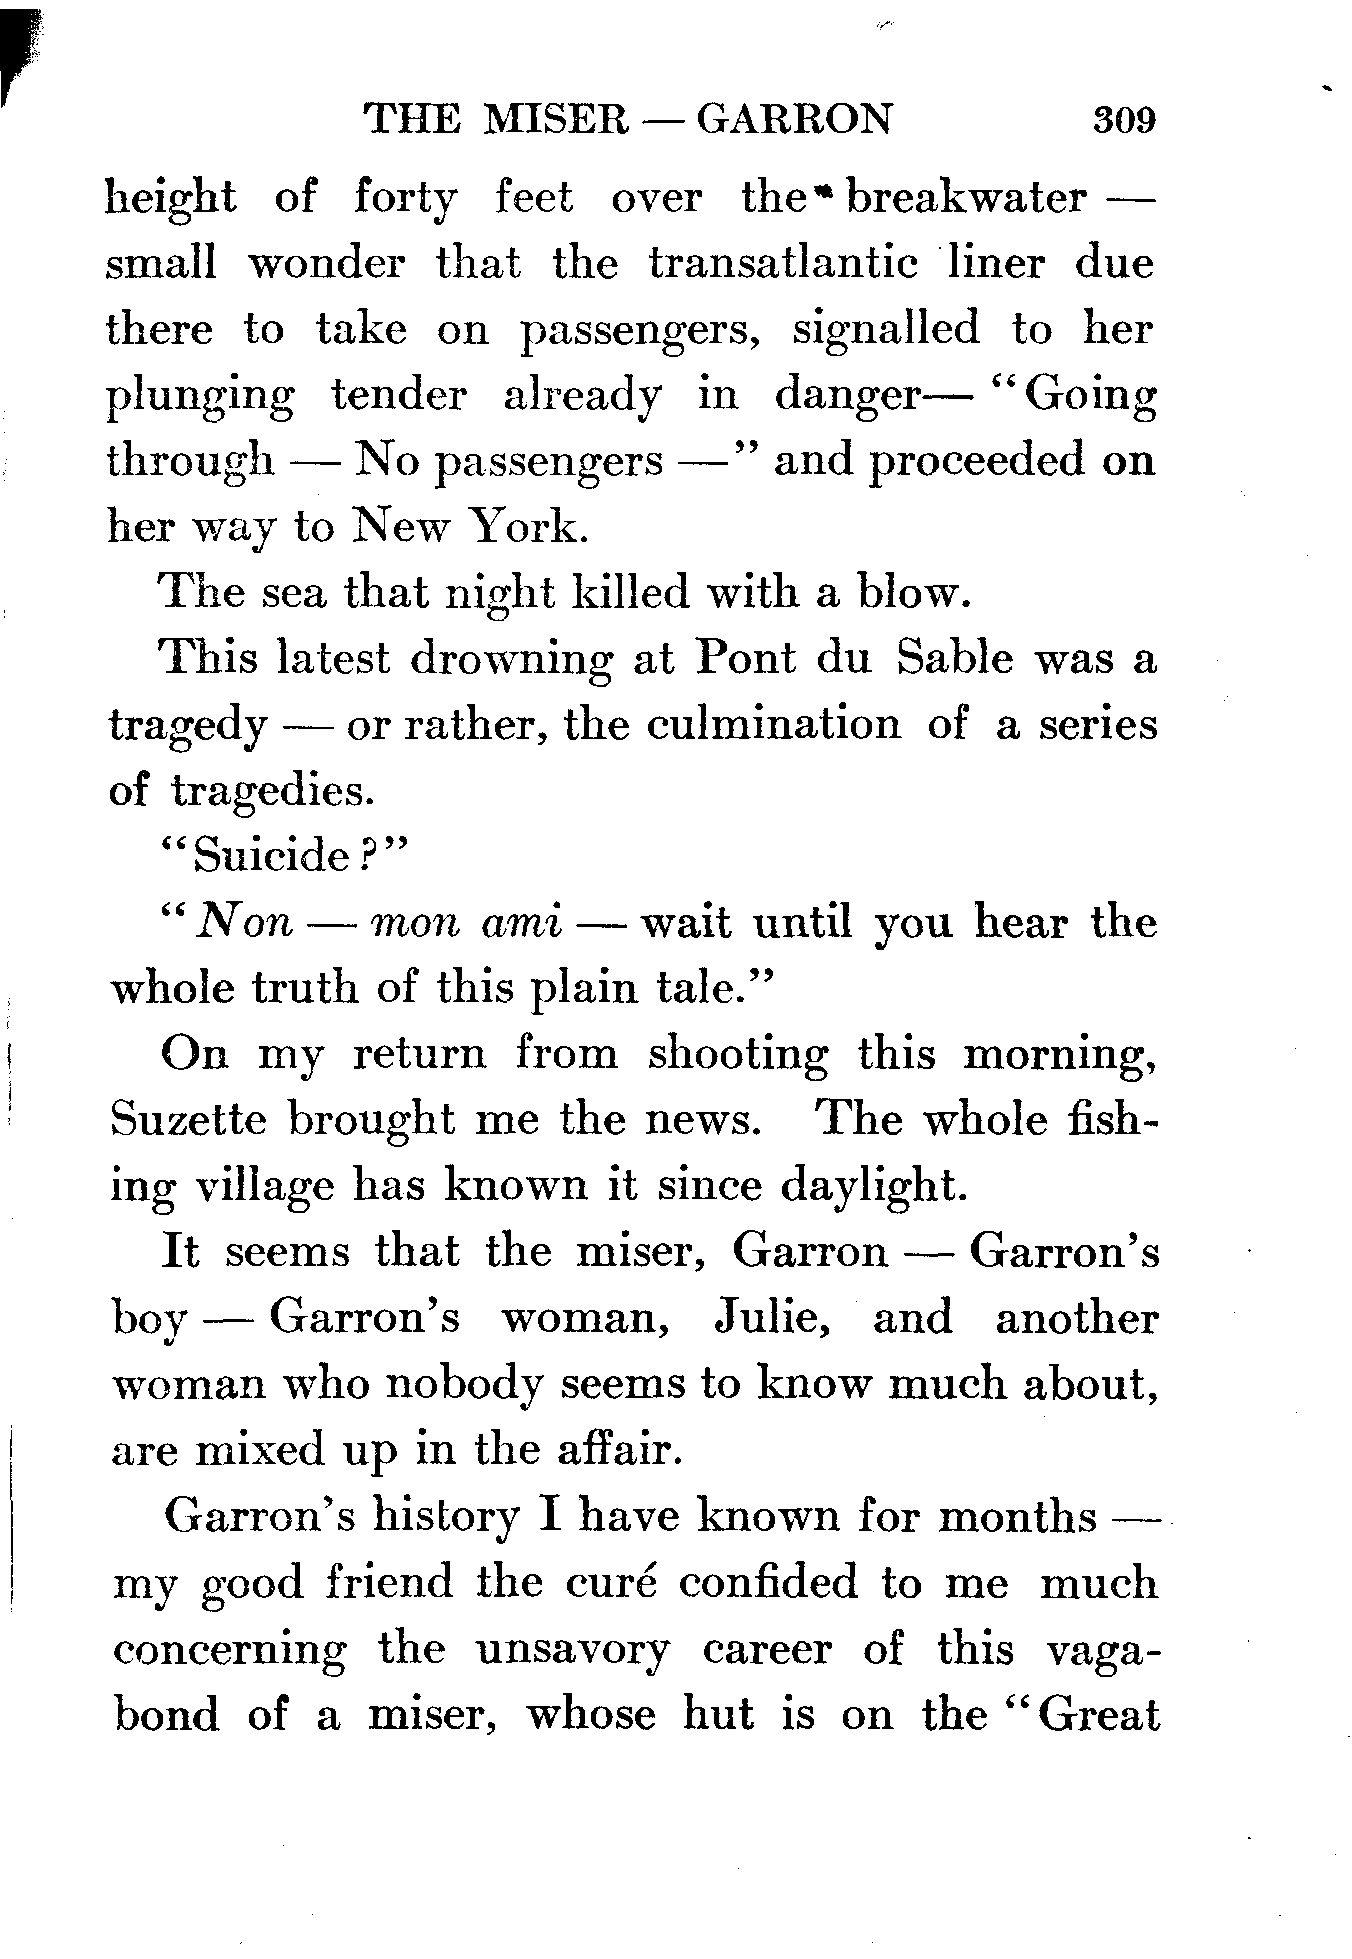 THE MISER — GARRON 309
height of forty feet over the breakwater —
small wonder that the transatlantic liner due
there to take on passengers, signalled to her
plunging tender already in danger— “Going
through — No passengers —” and proceeded on
her way to New York.
The sea that night killed with a blow.
This latest drowning at Pont du Sable was a
tragedy — or rather, the culmination of a series
of tragedies.
“Suicide?”
“Non — mon ami — wait until you hear the
whole truth of this plain tale.”
On my return from shooting this morning,
Suzette brought me the news. The whole fish-
ing village has known it since daylight.
It seems that the miser, Garron — Garron’s
boy — Garron’s woman, Julie, and another
woman who nobody seems to know much about,
are mixed up in the affair.
Garron’s history I have known for months —
my good friend the curé confided to me much
concerning the unsavory career of this vaga-
bond of a miser, whose hut is on the “Great